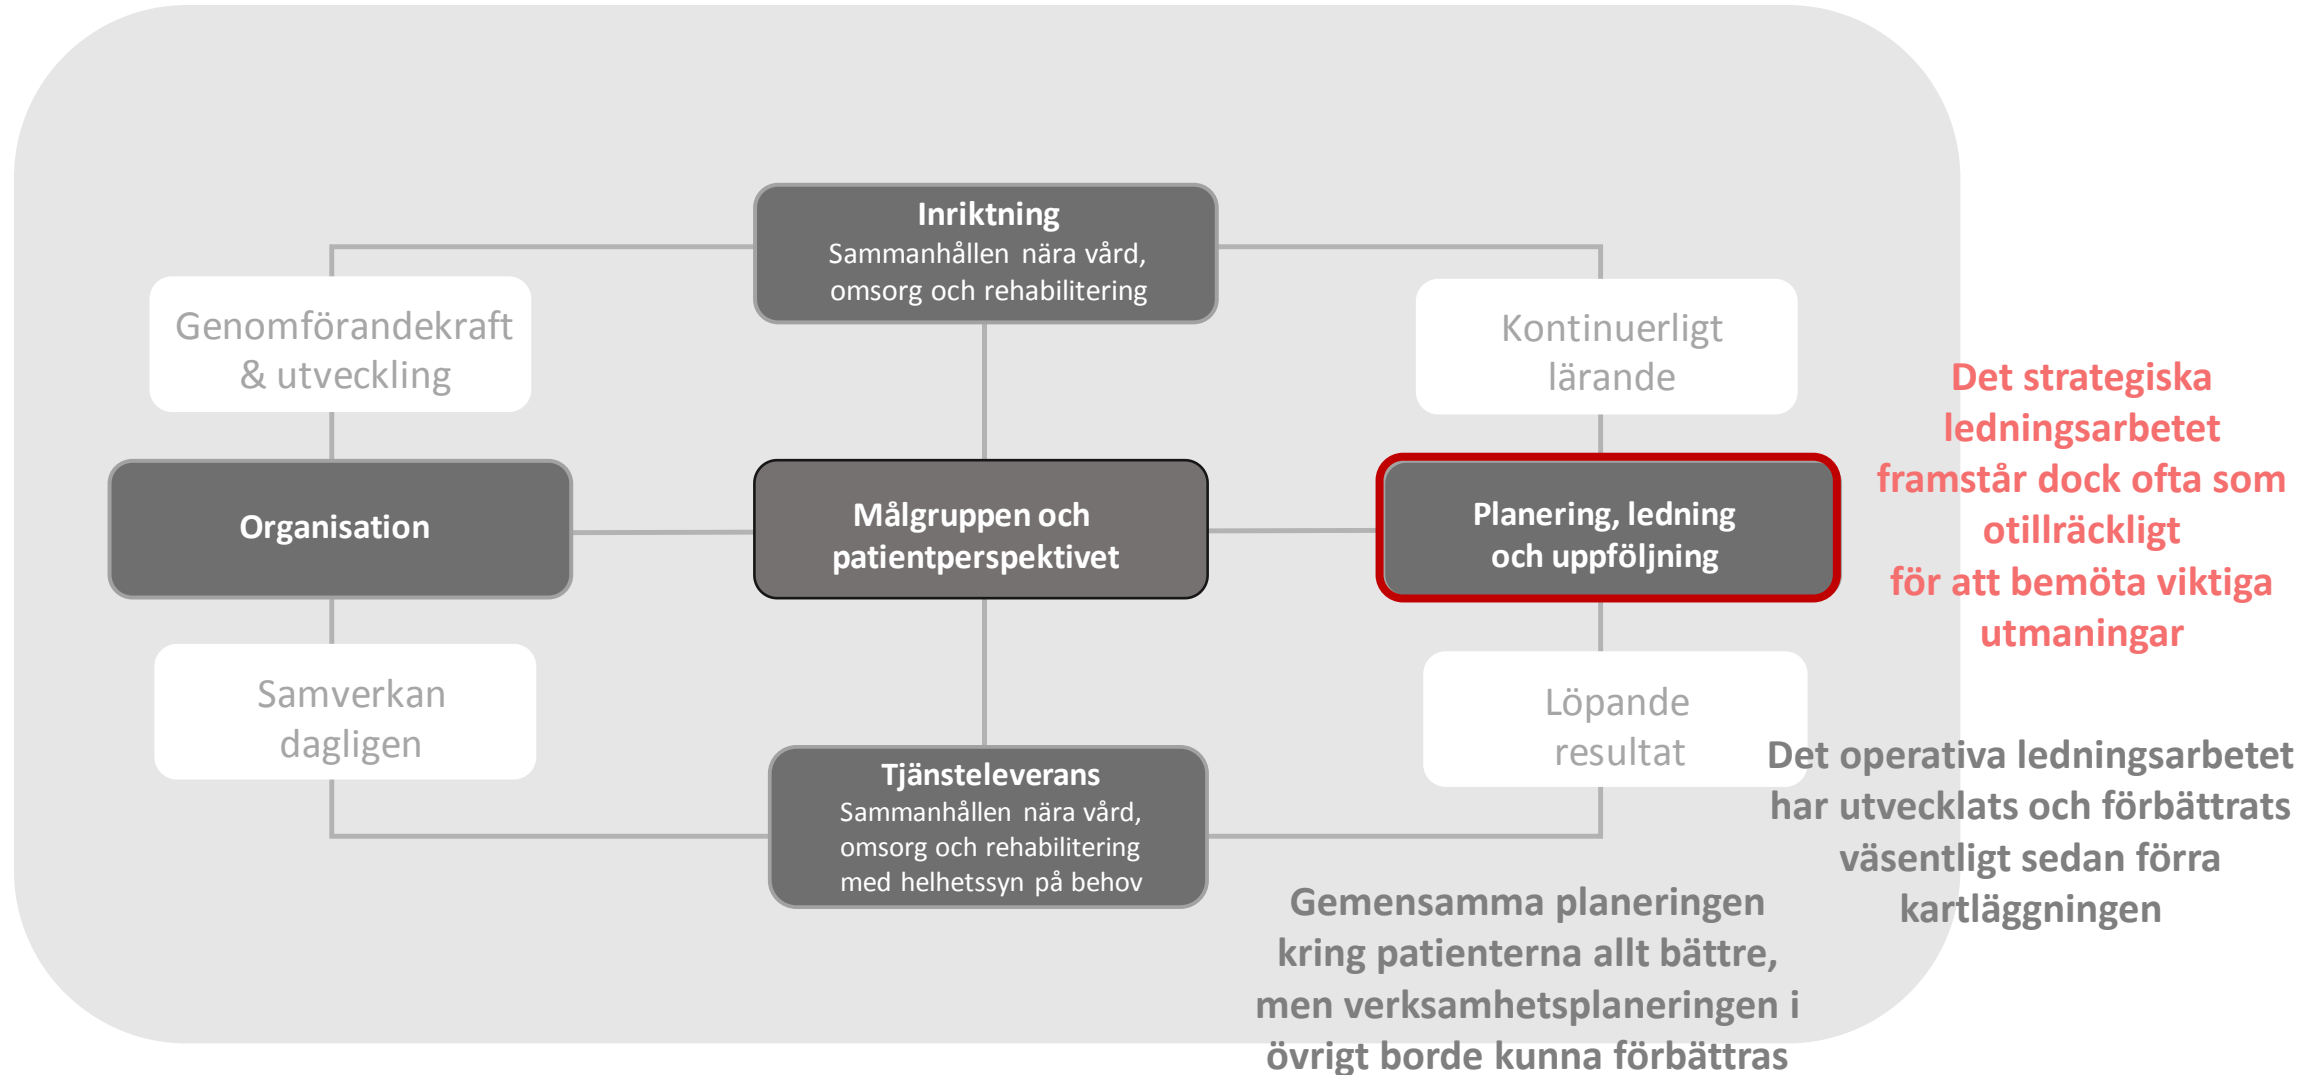 Inriktning
Sammanhållen nära vård,
omsorg och rehabilitering
Genomförandekraft
& utveckling
Kontinuerligt
lärande
Organisation
Målgruppen och
patientperspektivet
Planering, ledning
och uppföljning
Det strategiska
ledningsarbetet
framstår dock ofta som
otillräckligt
för att bemöta viktiga
utmaningar
Samverkan
dagligen
Löpande
resultat
Tjänsteleverans
Sammanhållen nära vård,
omsorg och rehabilitering
med helhetssyn på behov
Det operativa ledningsarbetet
har utvecklats och förbättrats
väsentligt sedan förra
kartläggningen
Gemensamma planeringen
kring patienterna allt bättre,
men verksamhetsplaneringen i
övrigt borde kunna förbättras